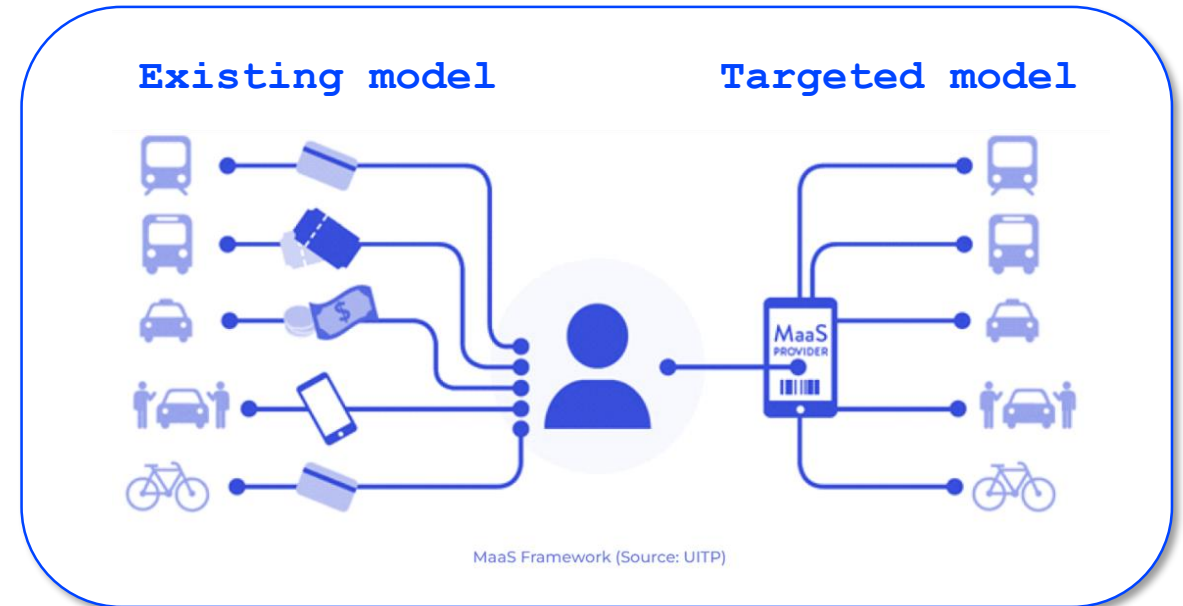 Existing model
Targeted model
$
MaaS
PROVIDER
MaaS Framework (Source: UITP)